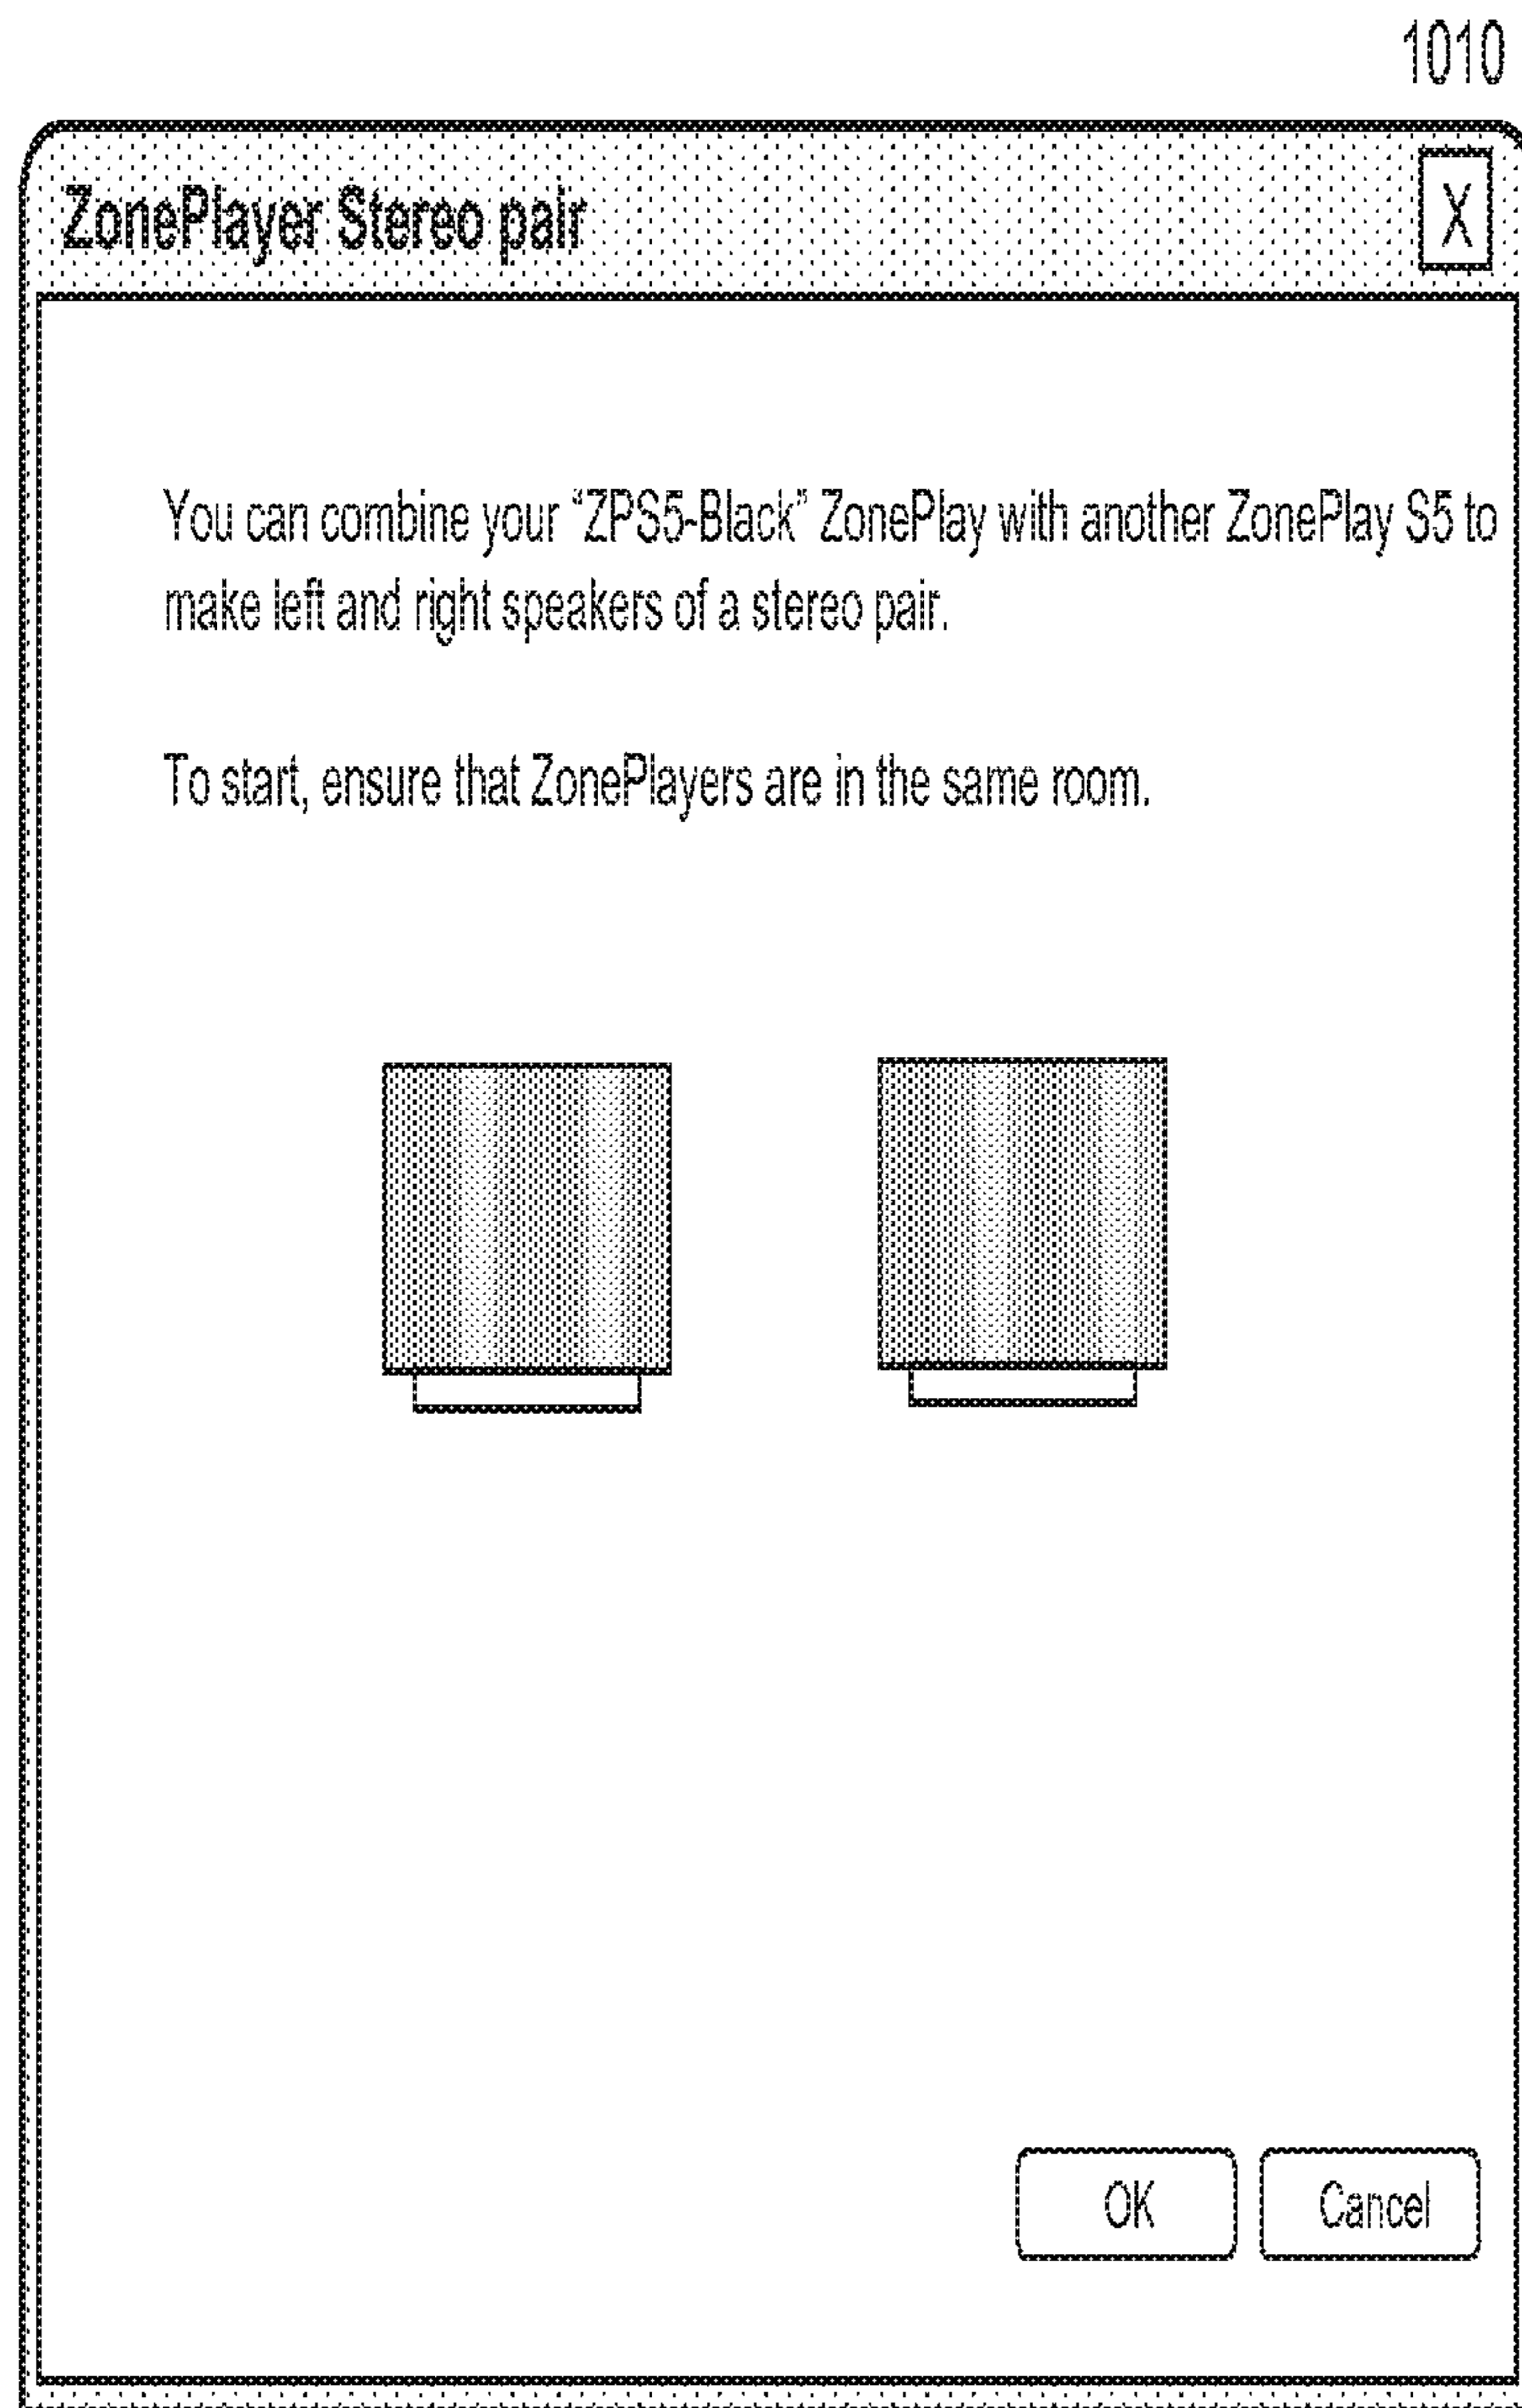 1010
ZonePlayer Stereo pair
X
You can combine your "ZPS5-Black" ZonePlay with another ZonePlay S5 to
make left and right speakers of a stereo pair.
To start, ensure that ZonePlayers are in the same room.
OK
Cancel